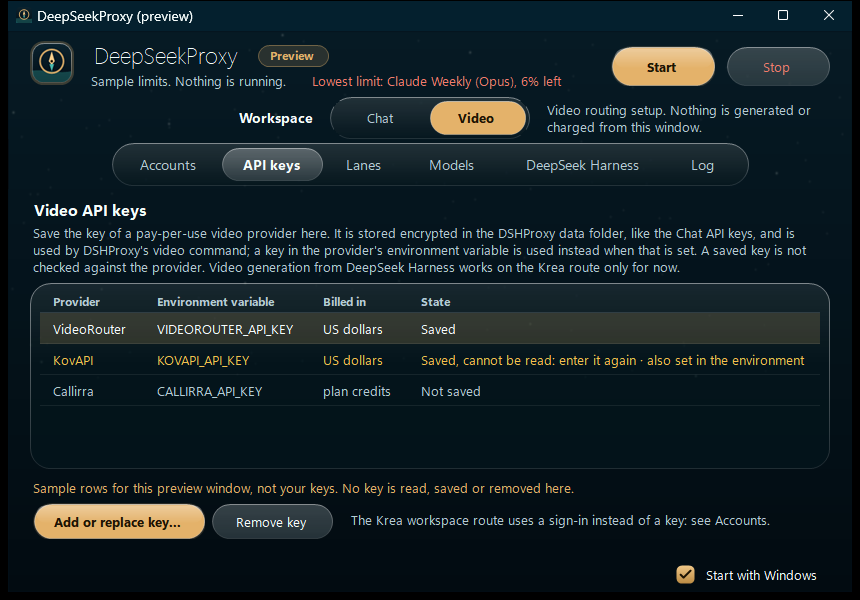 DeepSeekProxy (preview)
DeepSeekProxy
Preview
Start
Stop
Sample limits. Nothing is running.
Lowest limit: Claude Weekly (Opus), 6% left
Workspace
Chat
Video
Video routing setup. Nothing is generated or
charged from this window.
Accounts
API keys
Lanes
Models
DeepSeek Harness
Log
Video API keys
Save the key of a pay-per-use video provider here. It is stored encrypted in the DSHProxy data folder, like the Chat API keys, and is
used by DSHProxy's video command; a key in the provider's environment variable is used instead when that is set. A saved key is not
checked against the provider. Video generation from DeepSeek Harness works on the Krea route only for now.
Provider Environment variable Billed in State
VideoRouter VIDEOROUTER_API_KEY US dollars Saved
KovAPI KOVAPI_API_KEY US dollars Saved, cannot be read: enter it again · also set in the environment
Callirra CALLIRRA_API_KEY plan credits Not saved
Sample rows for this preview window, not your keys. No key is read, saved or removed here.
Add or replace key...
Remove key
The Krea workspace route uses a sign-in instead of a key: see Accounts.
Start with Windows